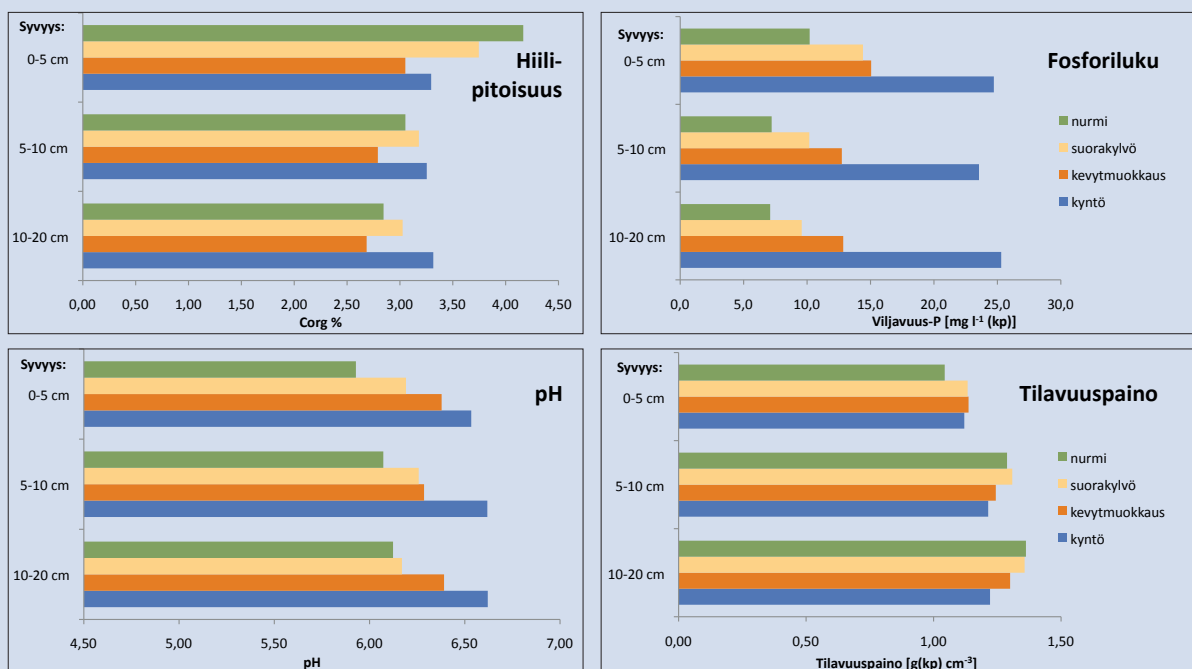 Syvyys:
0-5 cm
5-10 cm
10-20 cm
Hiili-
pitoisuus
0,00 0,50 1,00 1,50 2,00 2,50 3,00 3,50 4,00 4,50
Corg %
Syvyys:
0-5 cm
5-10 cm
10-20 cm
Fosforiluku
nurmi
suorakylvö
kevytmuokkaus
kyntö
0,0 5,0 10,0 15,0 20,0 25,0 30,0
Viljavuus-P [mg l⁻¹ (kp)]
Syvyys:
0-5 cm
5-10 cm
10-20 cm
pH
4,50 5,00 5,50 6,00 6,50 7,00
pH
Syvyys:
0-5 cm
5-10 cm
10-20 cm
Tilavuuspaino
nurmi
suorakylvö
kevytmuokkaus
kyntö
0,00 0,50 1,00 1,50
Tilavuuspaino [g(kp) cm⁻³]